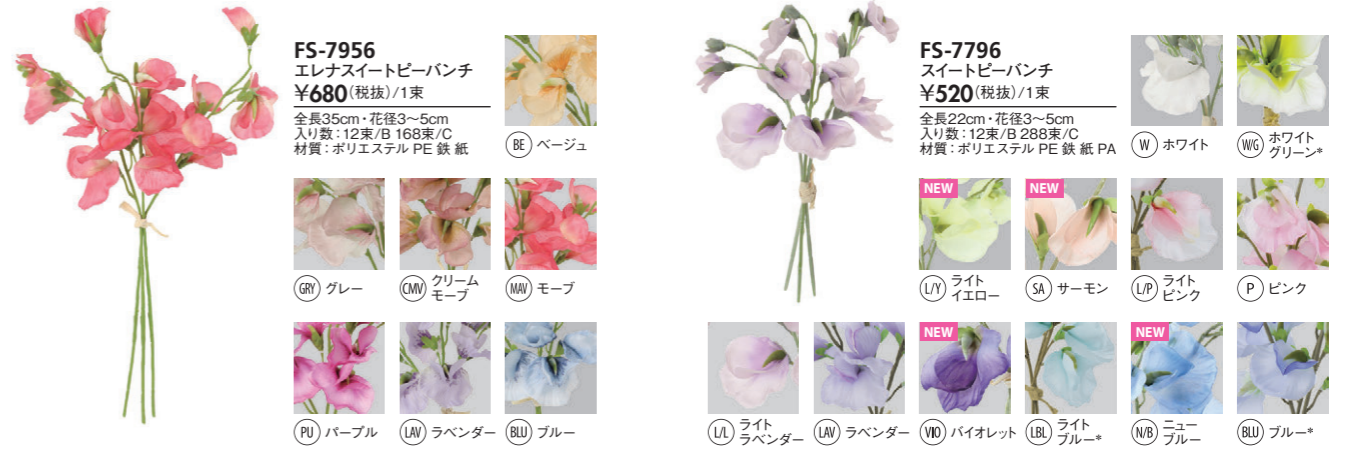 FS-7956
エレナスイートピーバンチ
¥680(税抜)/1束
全長35cm・花径3〜5cm
入り数：12束/B 168束/C
材質：ポリエステル PE 鉄 紙
BE ベージュ
GRY グレー
CMV クリーム
モーブ
MAV モーブ
PU パープル
LAV ラベンダー
BLU ブルー
FS-7796
スイートピーバンチ
¥520(税抜)/1束
全長22cm・花径3〜5cm
入り数：12束/B 288束/C
材質：ポリエステル PE 鉄 紙 PA
W ホワイト
W/G ホワイト
グリーン*
NEW
L/Y ライト
イエロー
NEW
SA サーモン
L/P ライト
ピンク
P ピンク
L/L ライト
ラベンダー
LAV ラベンダー
NEW
VIO バイオレット
LBL ライト
ブルー*
NEW
N/B ニュー
ブルー
BLU ブルー*